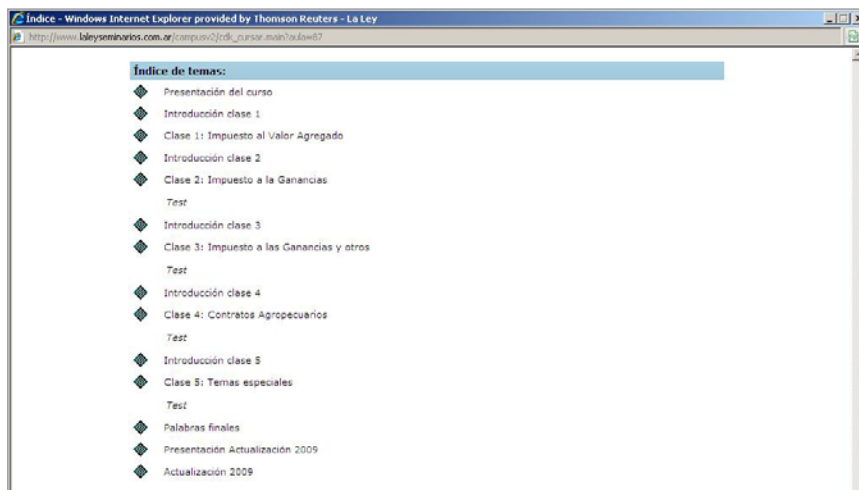 Índice - Windows Internet Explorer provided by Thomson Reuters - La Ley
http://www.laleyseminarios.com.ar/campusv2/cdk_cursar.main?aula=87
Índice de temas:
Presentación del curso
Introducción clase 1
Clase 1: Impuesto al Valor Agregado
Introducción clase 2
Clase 2: Impuesto a la Ganancias
Test
Introducción clase 3
Clase 3: Impuesto a las Ganancias y otros
Test
Introducción clase 4
Clase 4: Contratos Agropecuarios
Test
Introducción clase 5
Clase 5: Temas especiales
Test
Palabras finales
Presentación Actualización 2009
Actualización 2009